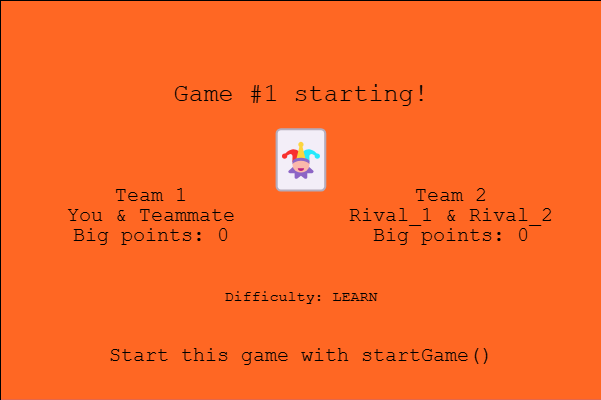 Game #1 starting!
Team 1
You & Teammate
Big points: 0
Team 2
Rival_1 & Rival_2
Big points: 0
Difficulty: LEARN
Start this game with startGame()